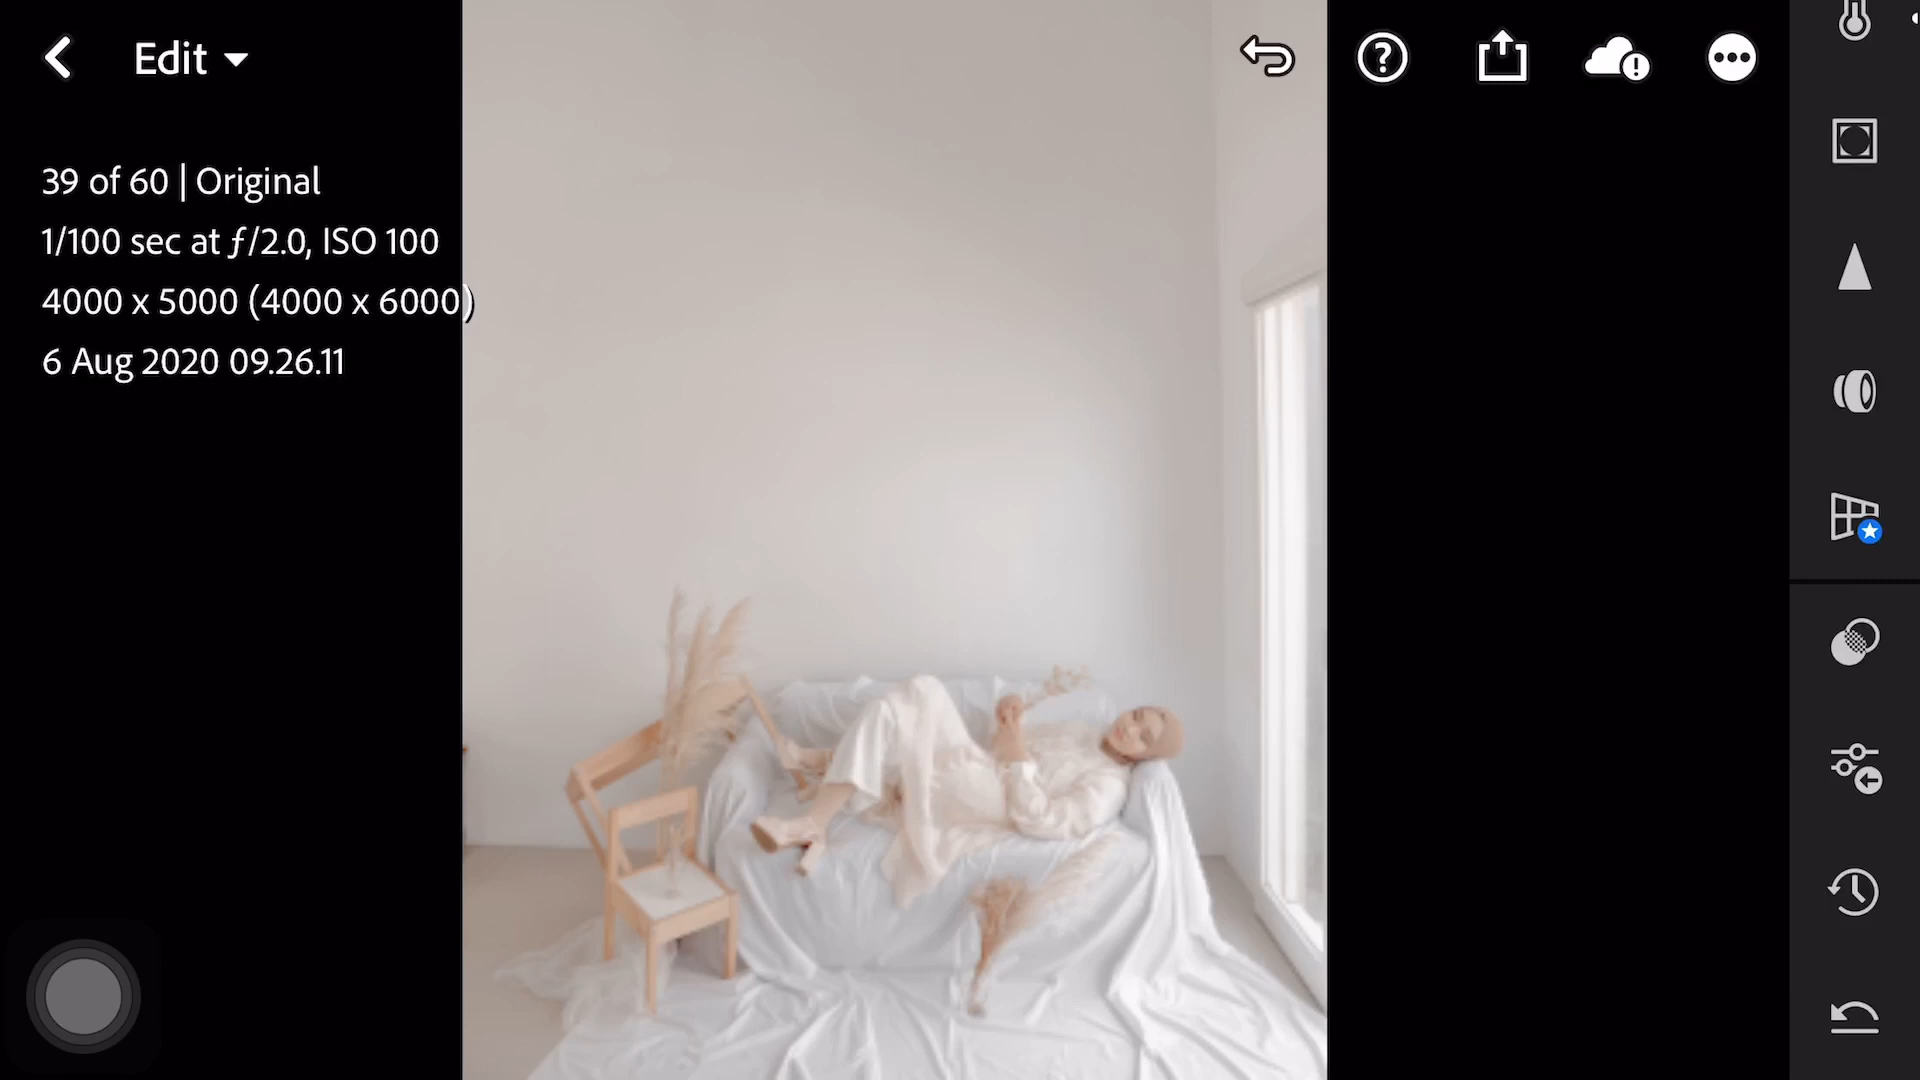 Edit
39 of 60 | Original
1/100 sec at ƒ/2.0, ISO 100
4000 x 5000 (4000 x 6000)
6 Aug 2020 09.26.11